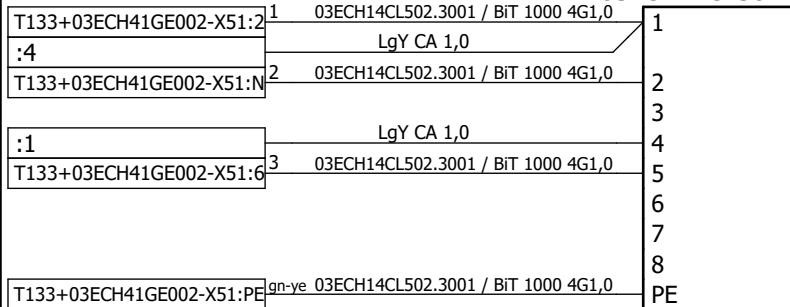 T133+03ECH41GE002-X51:2 1 03ECH14CL502.3001 / BiT 1000 4G1,0 1
:4 LgY CA 1,0
T133+03ECH41GE002-X51:N 2 03ECH14CL502.3001 / BiT 1000 4G1,0 2
3
:1 LgY CA 1,0 4
T133+03ECH41GE002-X51:6 3 03ECH14CL502.3001 / BiT 1000 4G1,0 5
6
7
8
T133+03ECH41GE002-X51:PE gn-ye 03ECH14CL502.3001 / BiT 1000 4G1,0 PE